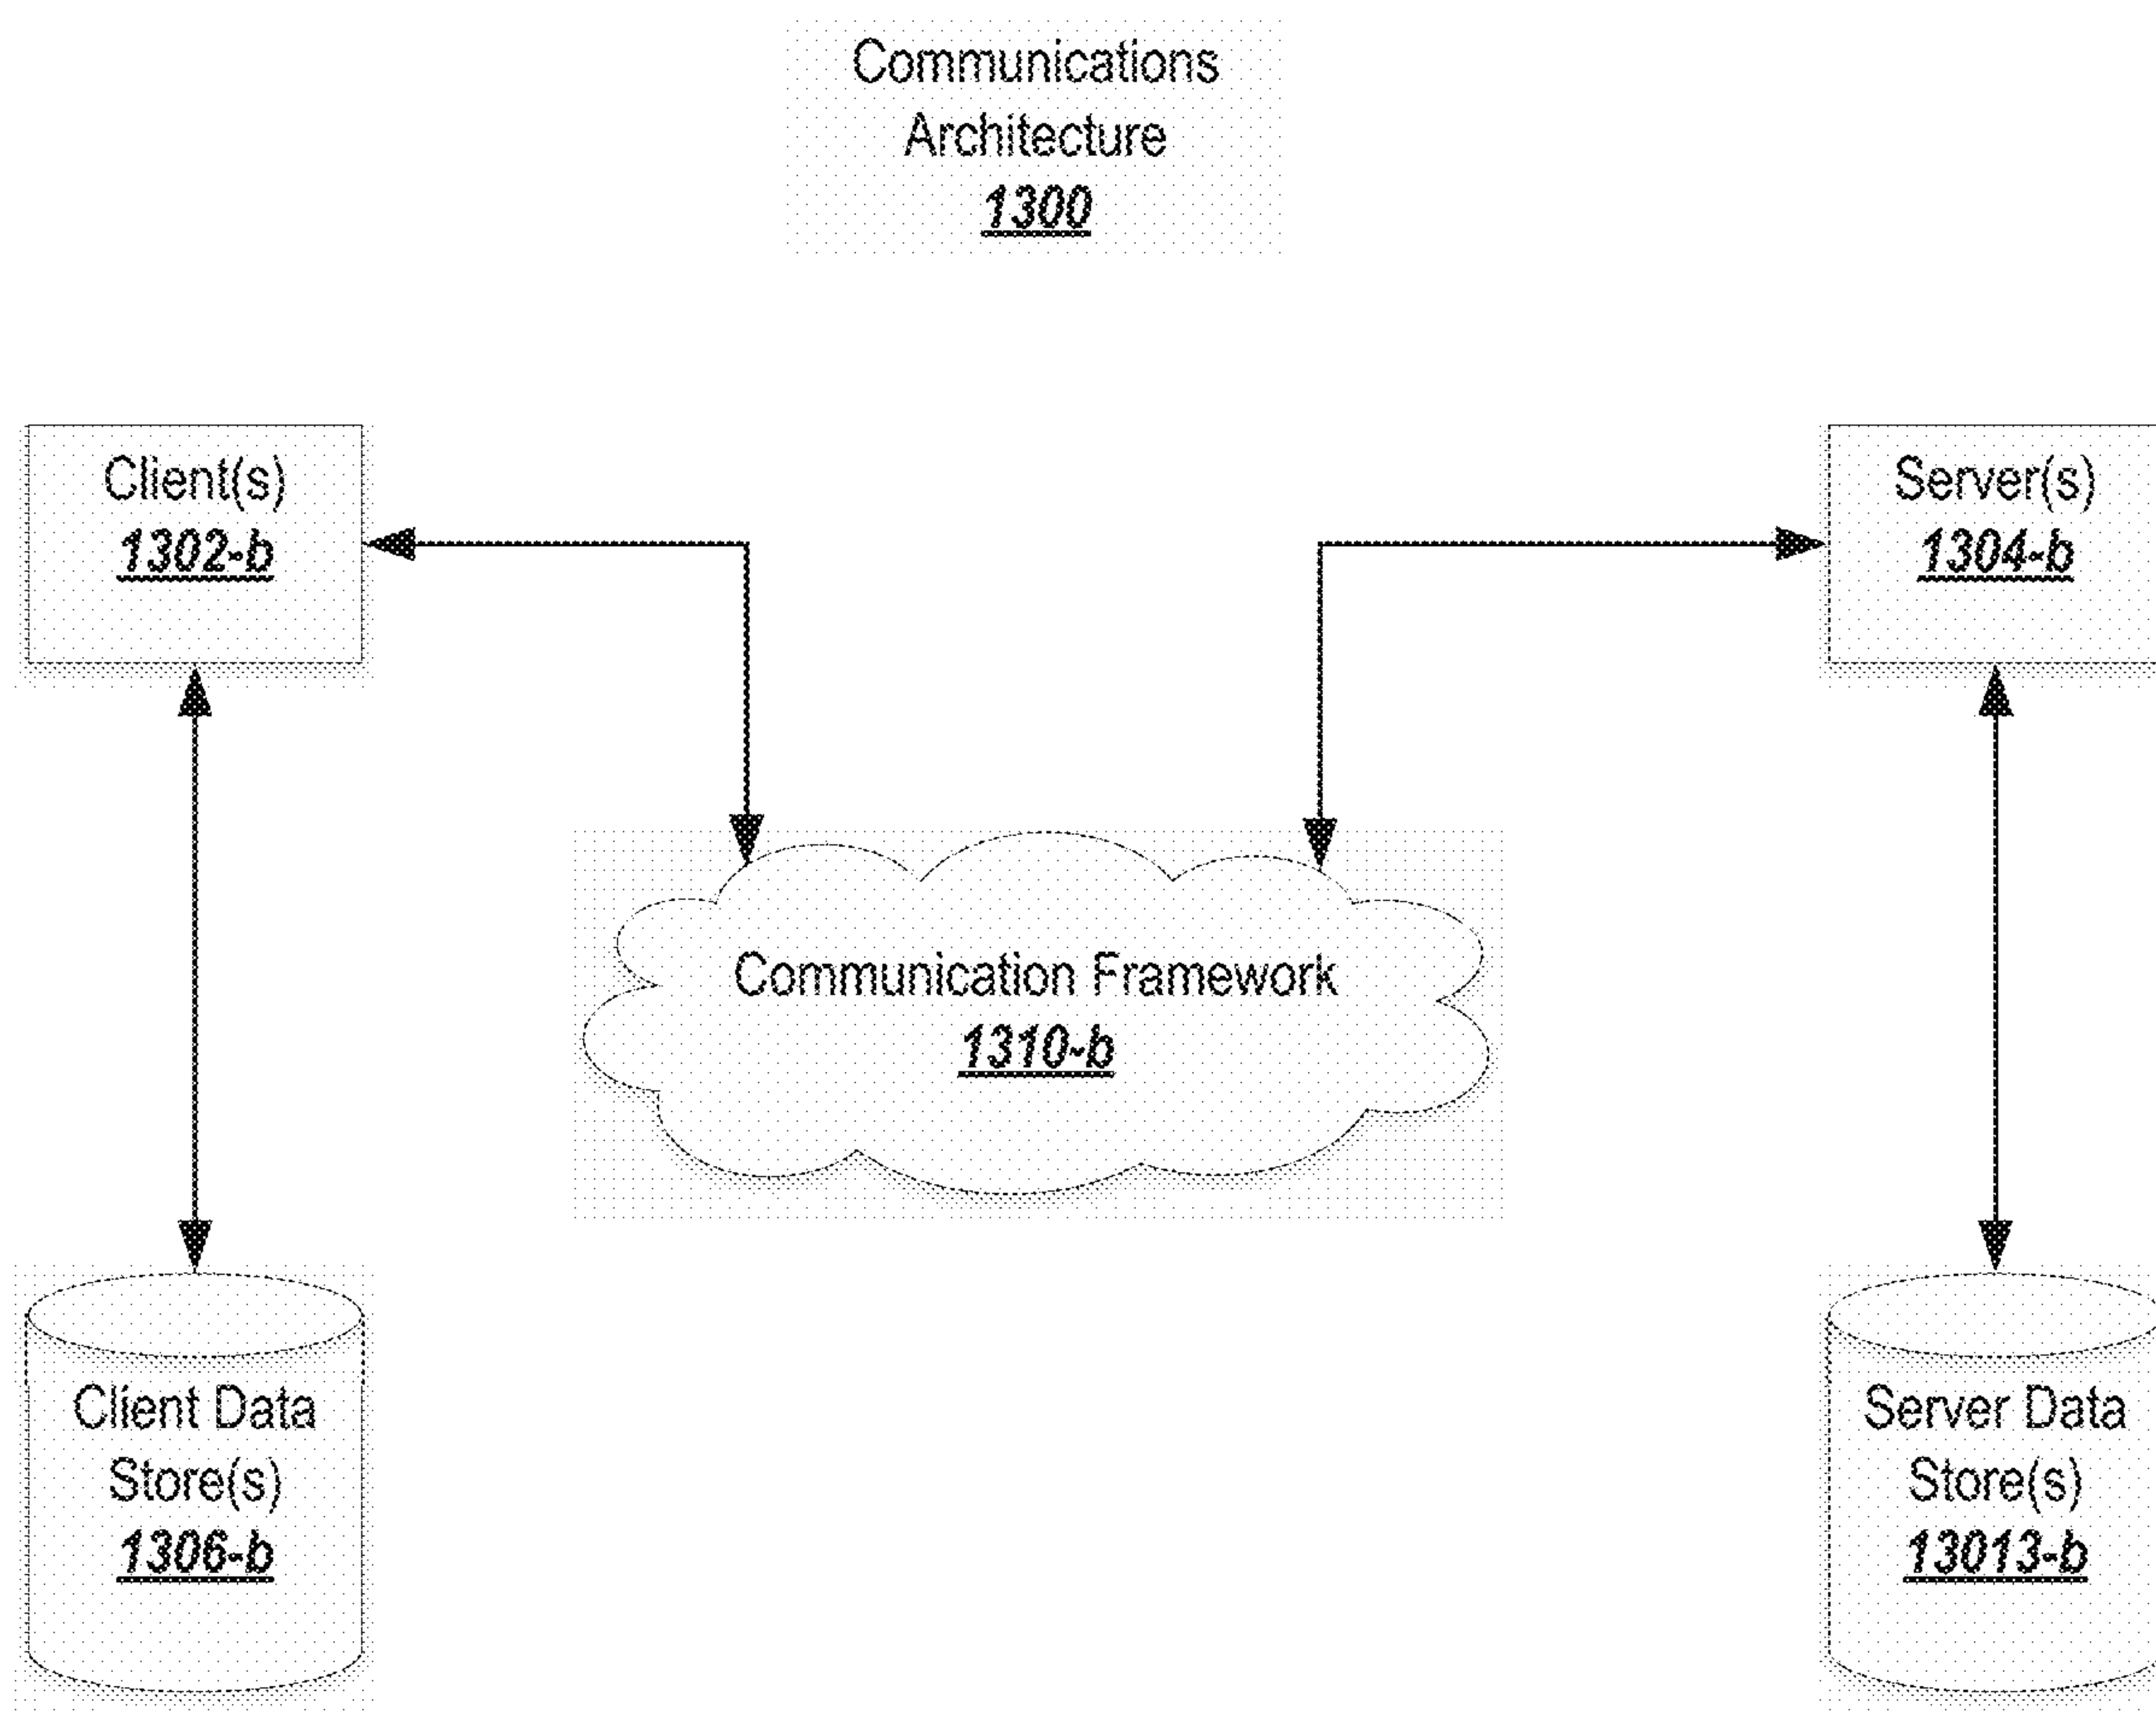 Communications
Architecture
1300
Client(s)
1302-b
Server(s)
1304-b
Communication Framework
1310-b
Client Data
Store(s)
1306-b
Server Data
Store(s)
13013-b